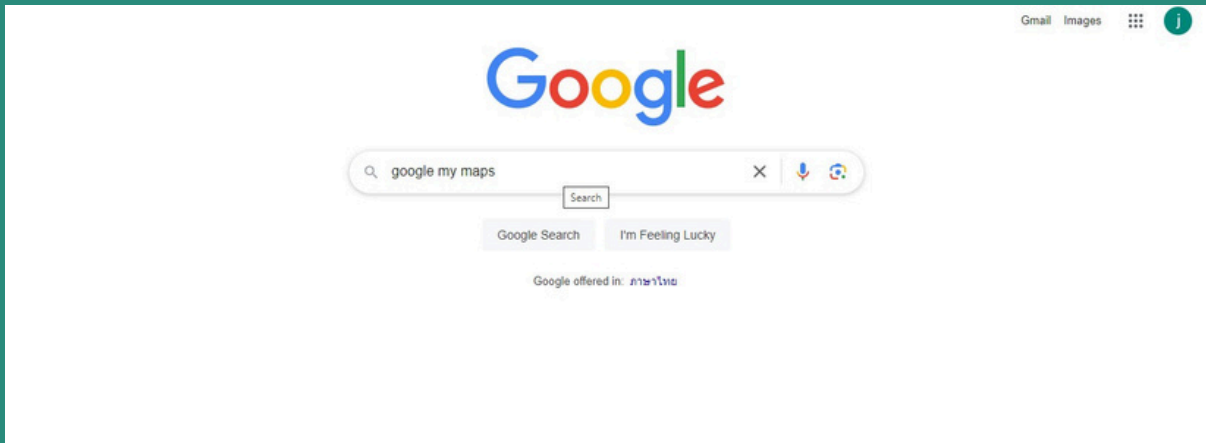 Gmail Images
j
Google
google my maps
Search
Google Search I'm Feeling Lucky
Google offered in: ภาษาไทย